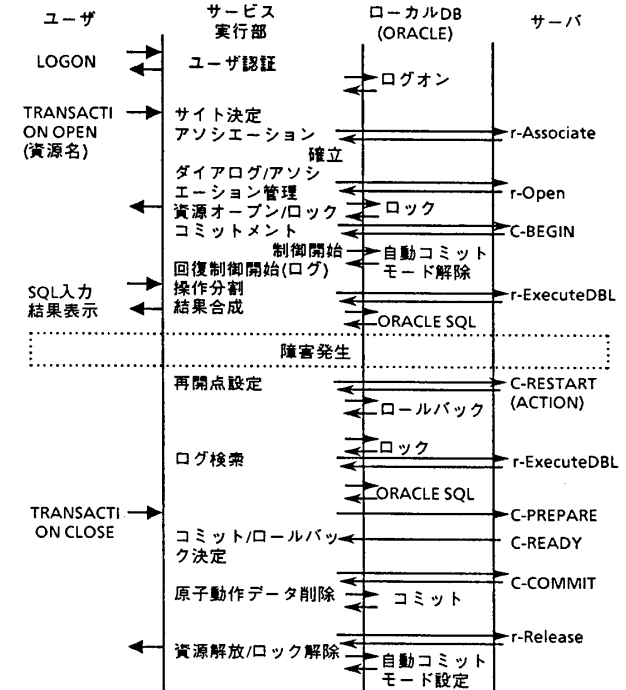 ユーザ
サービス
実行部
ローカルDB
(ORACLE)
サーバ
LOGON
ユーザ認証
ログオン
TRANSACTI
ON OPEN
(資源名)
サイト決定
アソシエーション
確立
r-Associate
ダイアログ/アソシ
エーション管理
r-Open
資源オープン/ロック
ロック
コミットメント
制御開始
C-BEGIN
自動コミット
モード解除
回復制御開始(ログ)
SQL入力
結果表示
操作分割
結果合成
r-ExecuteDBL
ORACLE SQL
障害発生
再開点設定
C-RESTART
(ACTION)
ロールバック
ロック
ログ検索
r-ExecuteDBL
ORACLE SQL
TRANSACTI
ON CLOSE
C-PREPARE
コミット/ロールバッ
ク決定
C-READY
C-COMMIT
原子動作データ削除
コミット
r-Release
資源解放/ロック解除
自動コミット
モード設定